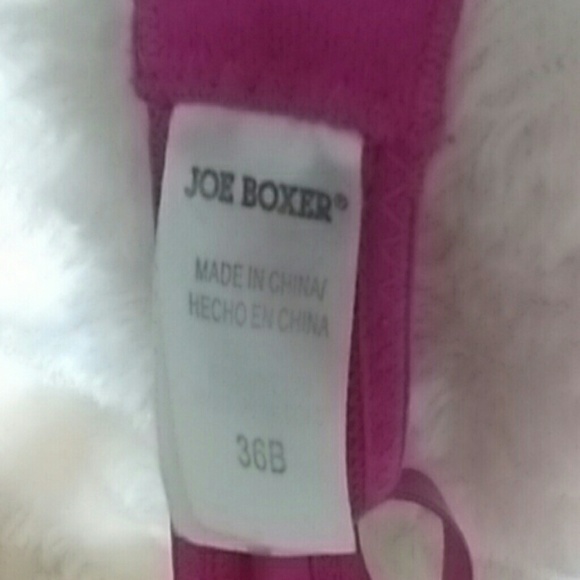 JOE BOXER®
MADE IN CHINA/
HECHO EN CHINA
36B